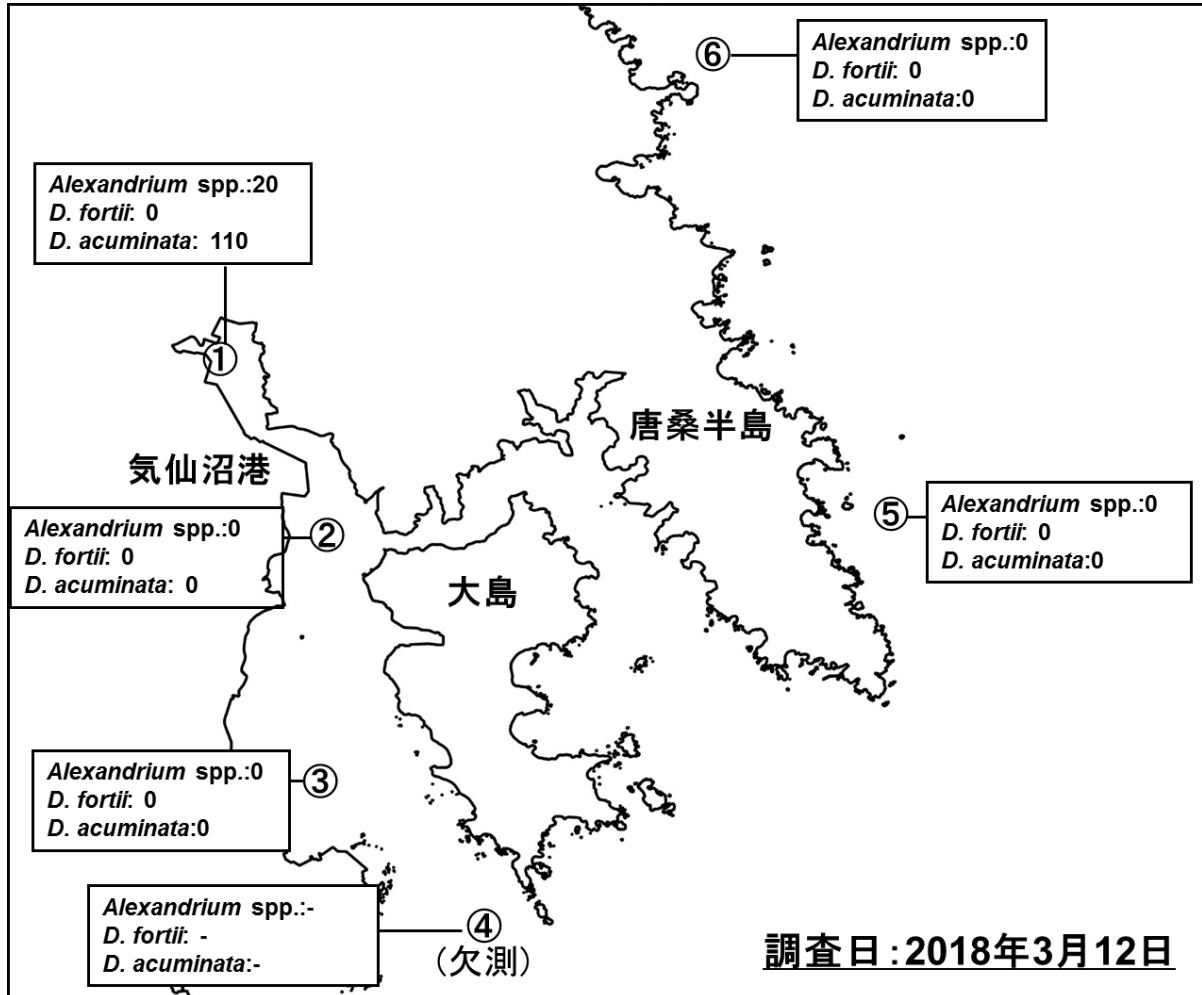 ⑥
Alexandrium spp.:0
D. fortii: 0
D. acuminata:0
Alexandrium spp.:20
D. fortii: 0
D. acuminata: 110
①
唐桑半島
気仙沼港
Alexandrium spp.:0
D. fortii: 0
D. acuminata: 0
②
⑤
Alexandrium spp.:0
D. fortii: 0
D. acuminata:0
大島
Alexandrium spp.:0
D. fortii: 0
D. acuminata:0
③
Alexandrium spp.:-
D. fortii: -
D. acuminata:-
④
(欠測)
調査日:2018年3月12日